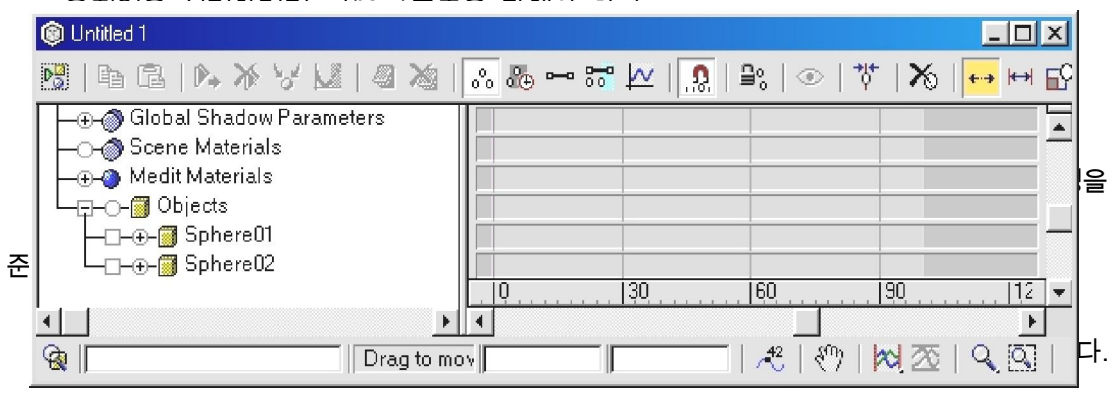 Untitled 1
Global Shadow Parameters
Scene Materials
Medit Materials
을
Objects
Sphere01
준
Sphere02
0 30 60 90 12
Drag to mov
42
다.